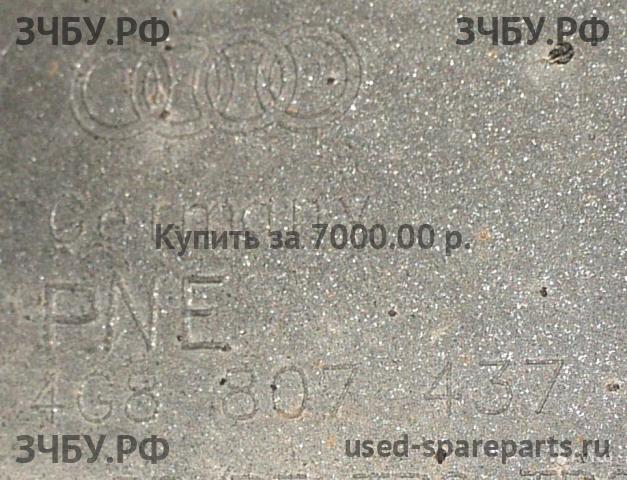 ЗЧБУ.РФ ЗЧБУ.РФ
Germany
Купить за 7000.00 р.
PNE
4G8 807 437
ЗЧБУ.РФ used-spareparts.ru